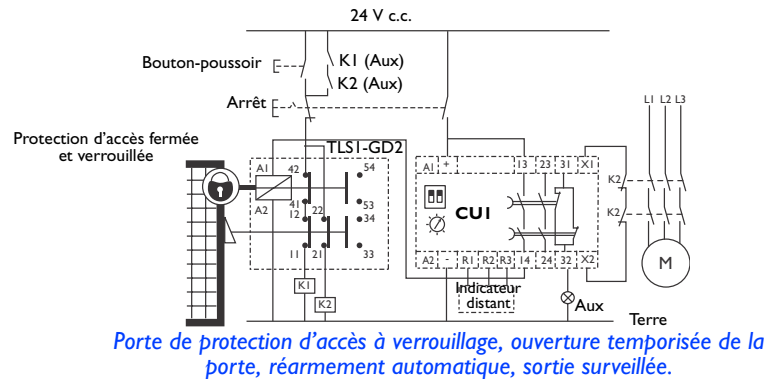 24 V c.c.
Bouton-poussoir
K1 (Aux)
K2 (Aux)
Arrêt
L1 L2 L3
Protection d'accès fermée
et verrouillée
TLS1-GD2
A1 42 54
A2 41 53
12 22 34
11 21 33
K1
K2
A1 + 13 23 31 X1
CU1
A2 - R1 R2 R3 14 24 32 X2
K2
K2
M
Indicateur
distant
Aux
Terre
Porte de protection d'accès à verrouillage, ouverture temporisée de la
porte, réarmement automatique, sortie surveillée.